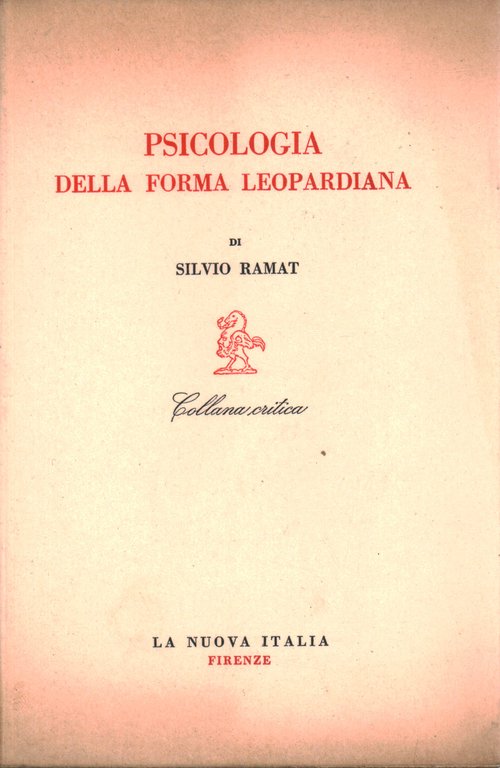 PSICOLOGIA
DELLA FORMA LEOPARDIANA
DI
SILVIO RAMAT
Collana critica
LA NUOVA ITALIA
FIRENZE